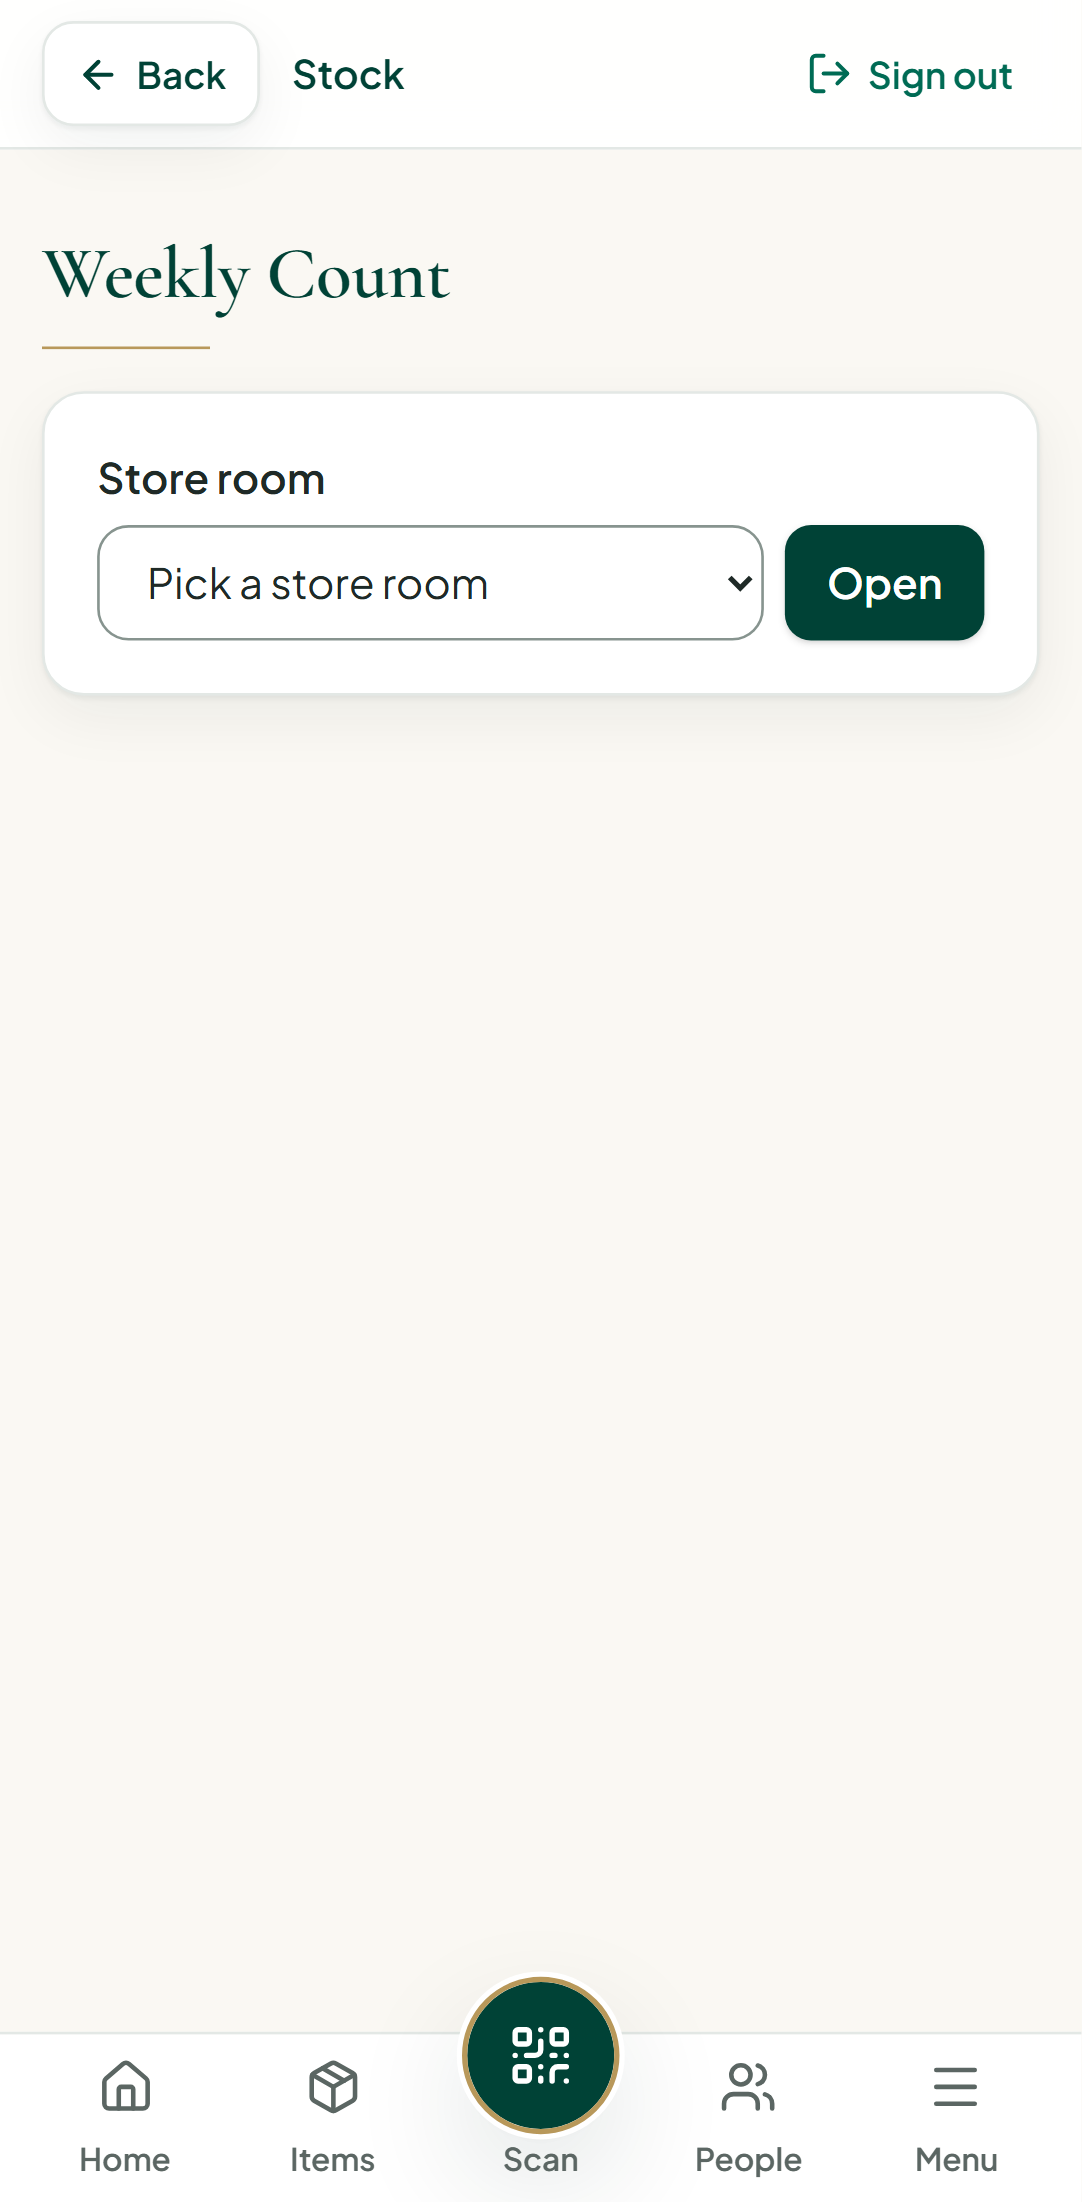 Back
Stock
Sign out
Weekly Count
Store room
Pick a store room
Open
Home
Items
Scan
People
Menu